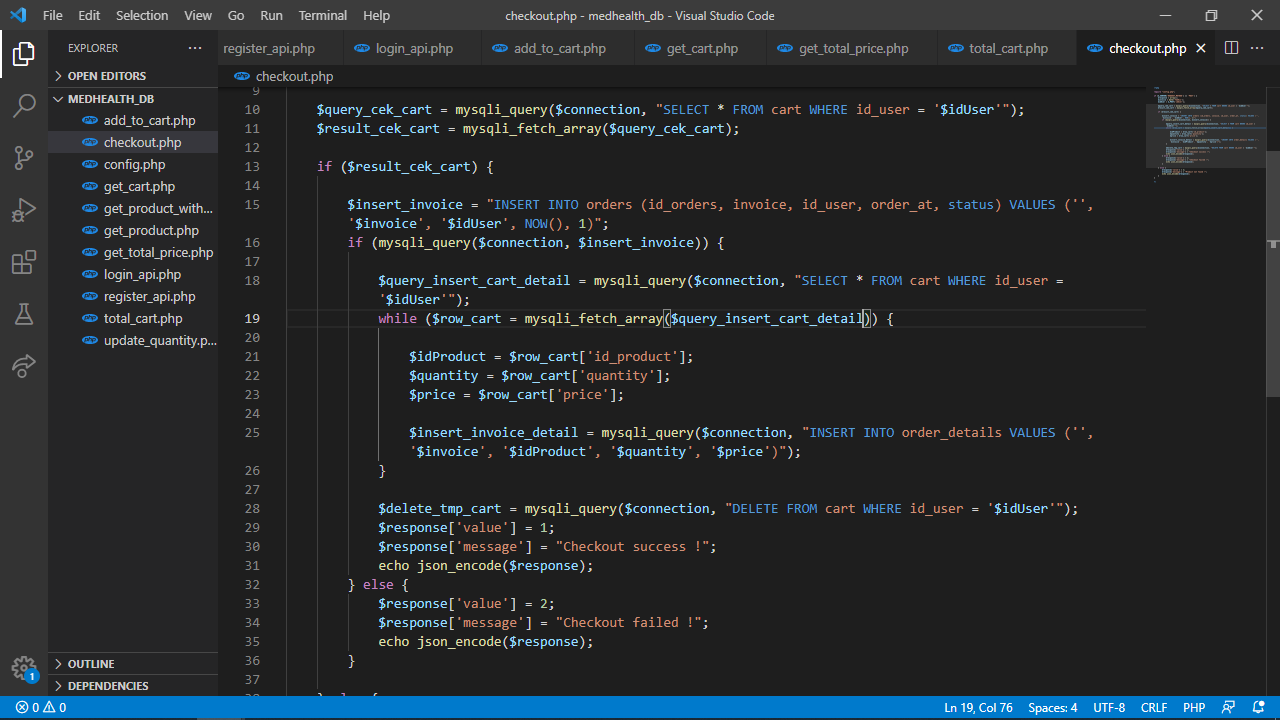 File Edit Selection View Go Run Terminal Help checkout.php - medhealth_db - Visual Studio Code
EXPLORER
register_api.php login_api.php add_to_cart.php get_cart.php get_total_price.php total_cart.php checkout.php
OPEN EDITORS
MEDHEALTH_DB
add_to_cart.php
checkout.php
config.php
get_cart.php
get_product_with...
get_product.php
get_total_price.php
login_api.php
register_api.php
total_cart.php
update_quantity.p...
OUTLINE
DEPENDENCIES
checkout.php
9
10 $query_cek_cart = mysqli_query($connection, "SELECT * FROM cart WHERE id_user = '$idUser'");
11 $result_cek_cart = mysqli_fetch_array($query_cek_cart);
12
13 if ($result_cek_cart) {
14
15 $insert_invoice = "INSERT INTO orders (id_orders, invoice, id_user, order_at, status) VALUES ('',
'$invoice', '$idUser', NOW(), 1)";
16 if (mysqli_query($connection, $insert_invoice)) {
17
18 $query_insert_cart_detail = mysqli_query($connection, "SELECT * FROM cart WHERE id_user =
'$idUser'");
19 while ($row_cart = mysqli_fetch_array($query_insert_cart_detail)) {
20
21 $idProduct = $row_cart['id_product'];
22 $quantity = $row_cart['quantity'];
23 $price = $row_cart['price'];
24
25 $insert_invoice_detail = mysqli_query($connection, "INSERT INTO order_details VALUES ('',
'$invoice', '$idProduct', '$quantity', '$price')");
26 }
27
28 $delete_tmp_cart = mysqli_query($connection, "DELETE FROM cart WHERE id_user = '$idUser'");
29 $response['value'] = 1;
30 $response['message'] = "Checkout success !";
31 echo json_encode($response);
32 } else {
33 $response['value'] = 2;
34 $response['message'] = "Checkout failed !";
35 echo json_encode($response);
36 }
37
38 } else {
1
0 0 Ln 19, Col 76 Spaces: 4 UTF-8 CRLF PHP